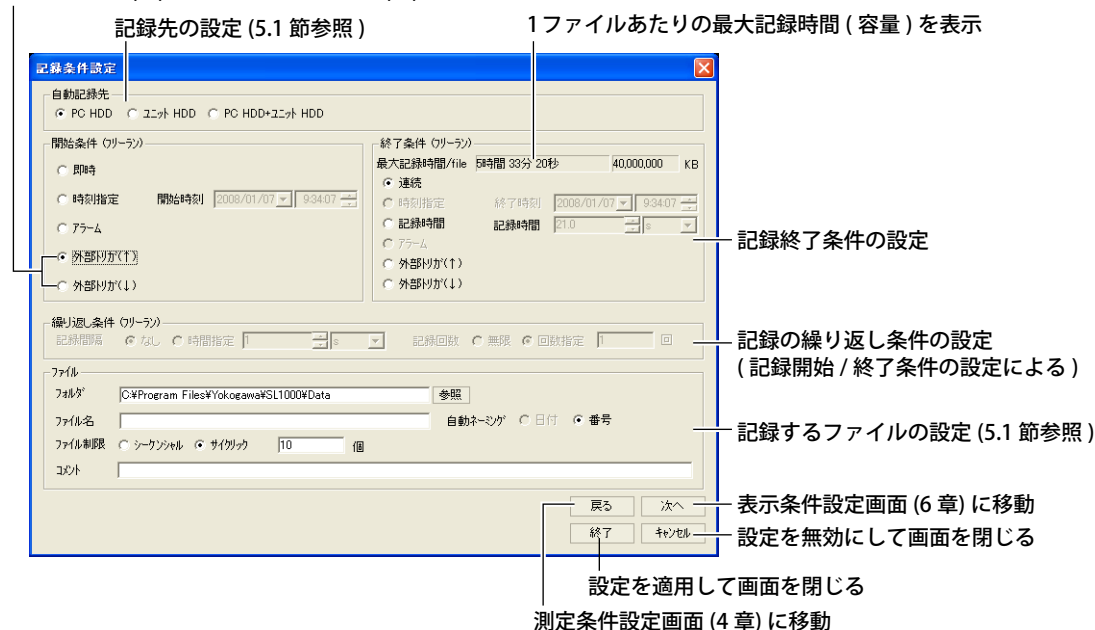 記録先の設定 (5.1 節参照 )
1ファイルあたりの最大記録時間 ( 容量 ) を表示
記録条件設定
自動記録先
PC HDD ユニット HDD PC HDD+ユニット HDD
開始条件 (フリーラン)
即時
時刻指定 開始時刻 2008/01/07 9:34:07
アラーム
外部トリガ(↑)
外部トリガ(↓)
終了条件 (フリーラン)
最大記録時間/file 5時間 33分 20秒 40,000,000 KB
連続
時刻指定 終了時刻 2008/01/07 9:34:07
記録時間 記録時間 21.0 s
アラーム
外部トリガ(↑)
外部トリガ(↓)
記録終了条件の設定
繰り返し条件 (フリーラン)
記録間隔 なし 時間指定 1 s 記録回数 無限 回数指定 1 回
記録の繰り返し条件の設定
( 記録開始 / 終了条件の設定による )
ファイル
フォルダ C:¥Program Files¥Yokogawa¥SL1000¥Data 参照
ファイル名 自動ネーミング 日付 番号
ファイル制限 シーケンシャル サイクリック 10 個
コメント
記録するファイルの設定 (5.1 節参照 )
戻る 次へ
表示条件設定画面 (6 章) に移動
終了 キャンセル
設定を無効にして画面を閉じる
設定を適用して画面を閉じる
測定条件設定画面 (4 章) に移動